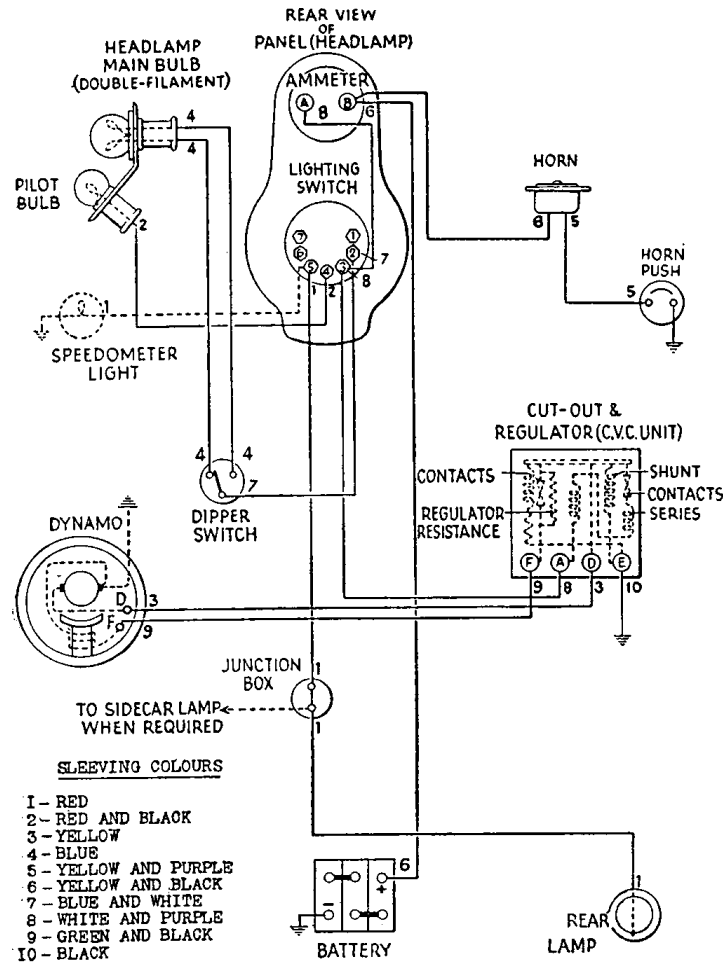 REAR VIEW
OF
PANEL (HEADLAMP)
HEADLAMP
MAIN BULB
(DOUBLE-FILAMENT)
AMMETER
A
B
8
6
4
4
PILOT
BULB
2
LIGHTING
SWITCH
7
1
6
2
5
4
3
7
1
2
8
HORN
6
5
HORN
PUSH
5
1
SPEEDOMETER
LIGHT
4
4
7
DIPPER
SWITCH
CUT-OUT &
REGULATOR (C.V.C. UNIT)
CONTACTS
SHUNT
CONTACTS
REGULATOR
RESISTANCE
SERIES
F
A
D
E
9
8
3
10
DYNAMO
D
3
F
9
JUNCTION
BOX
1
1
TO SIDECAR LAMP
WHEN REQUIRED
SLEEVING COLOURS
I - RED
2 - RED AND BLACK
3 - YELLOW
4 - BLUE
5 - YELLOW AND PURPLE
6 - YELLOW AND BLACK
7 - BLUE AND WHITE
8 - WHITE AND PURPLE
9 - GREEN AND BLACK
IO - BLACK
6
+
-
BATTERY
1
REAR
LAMP